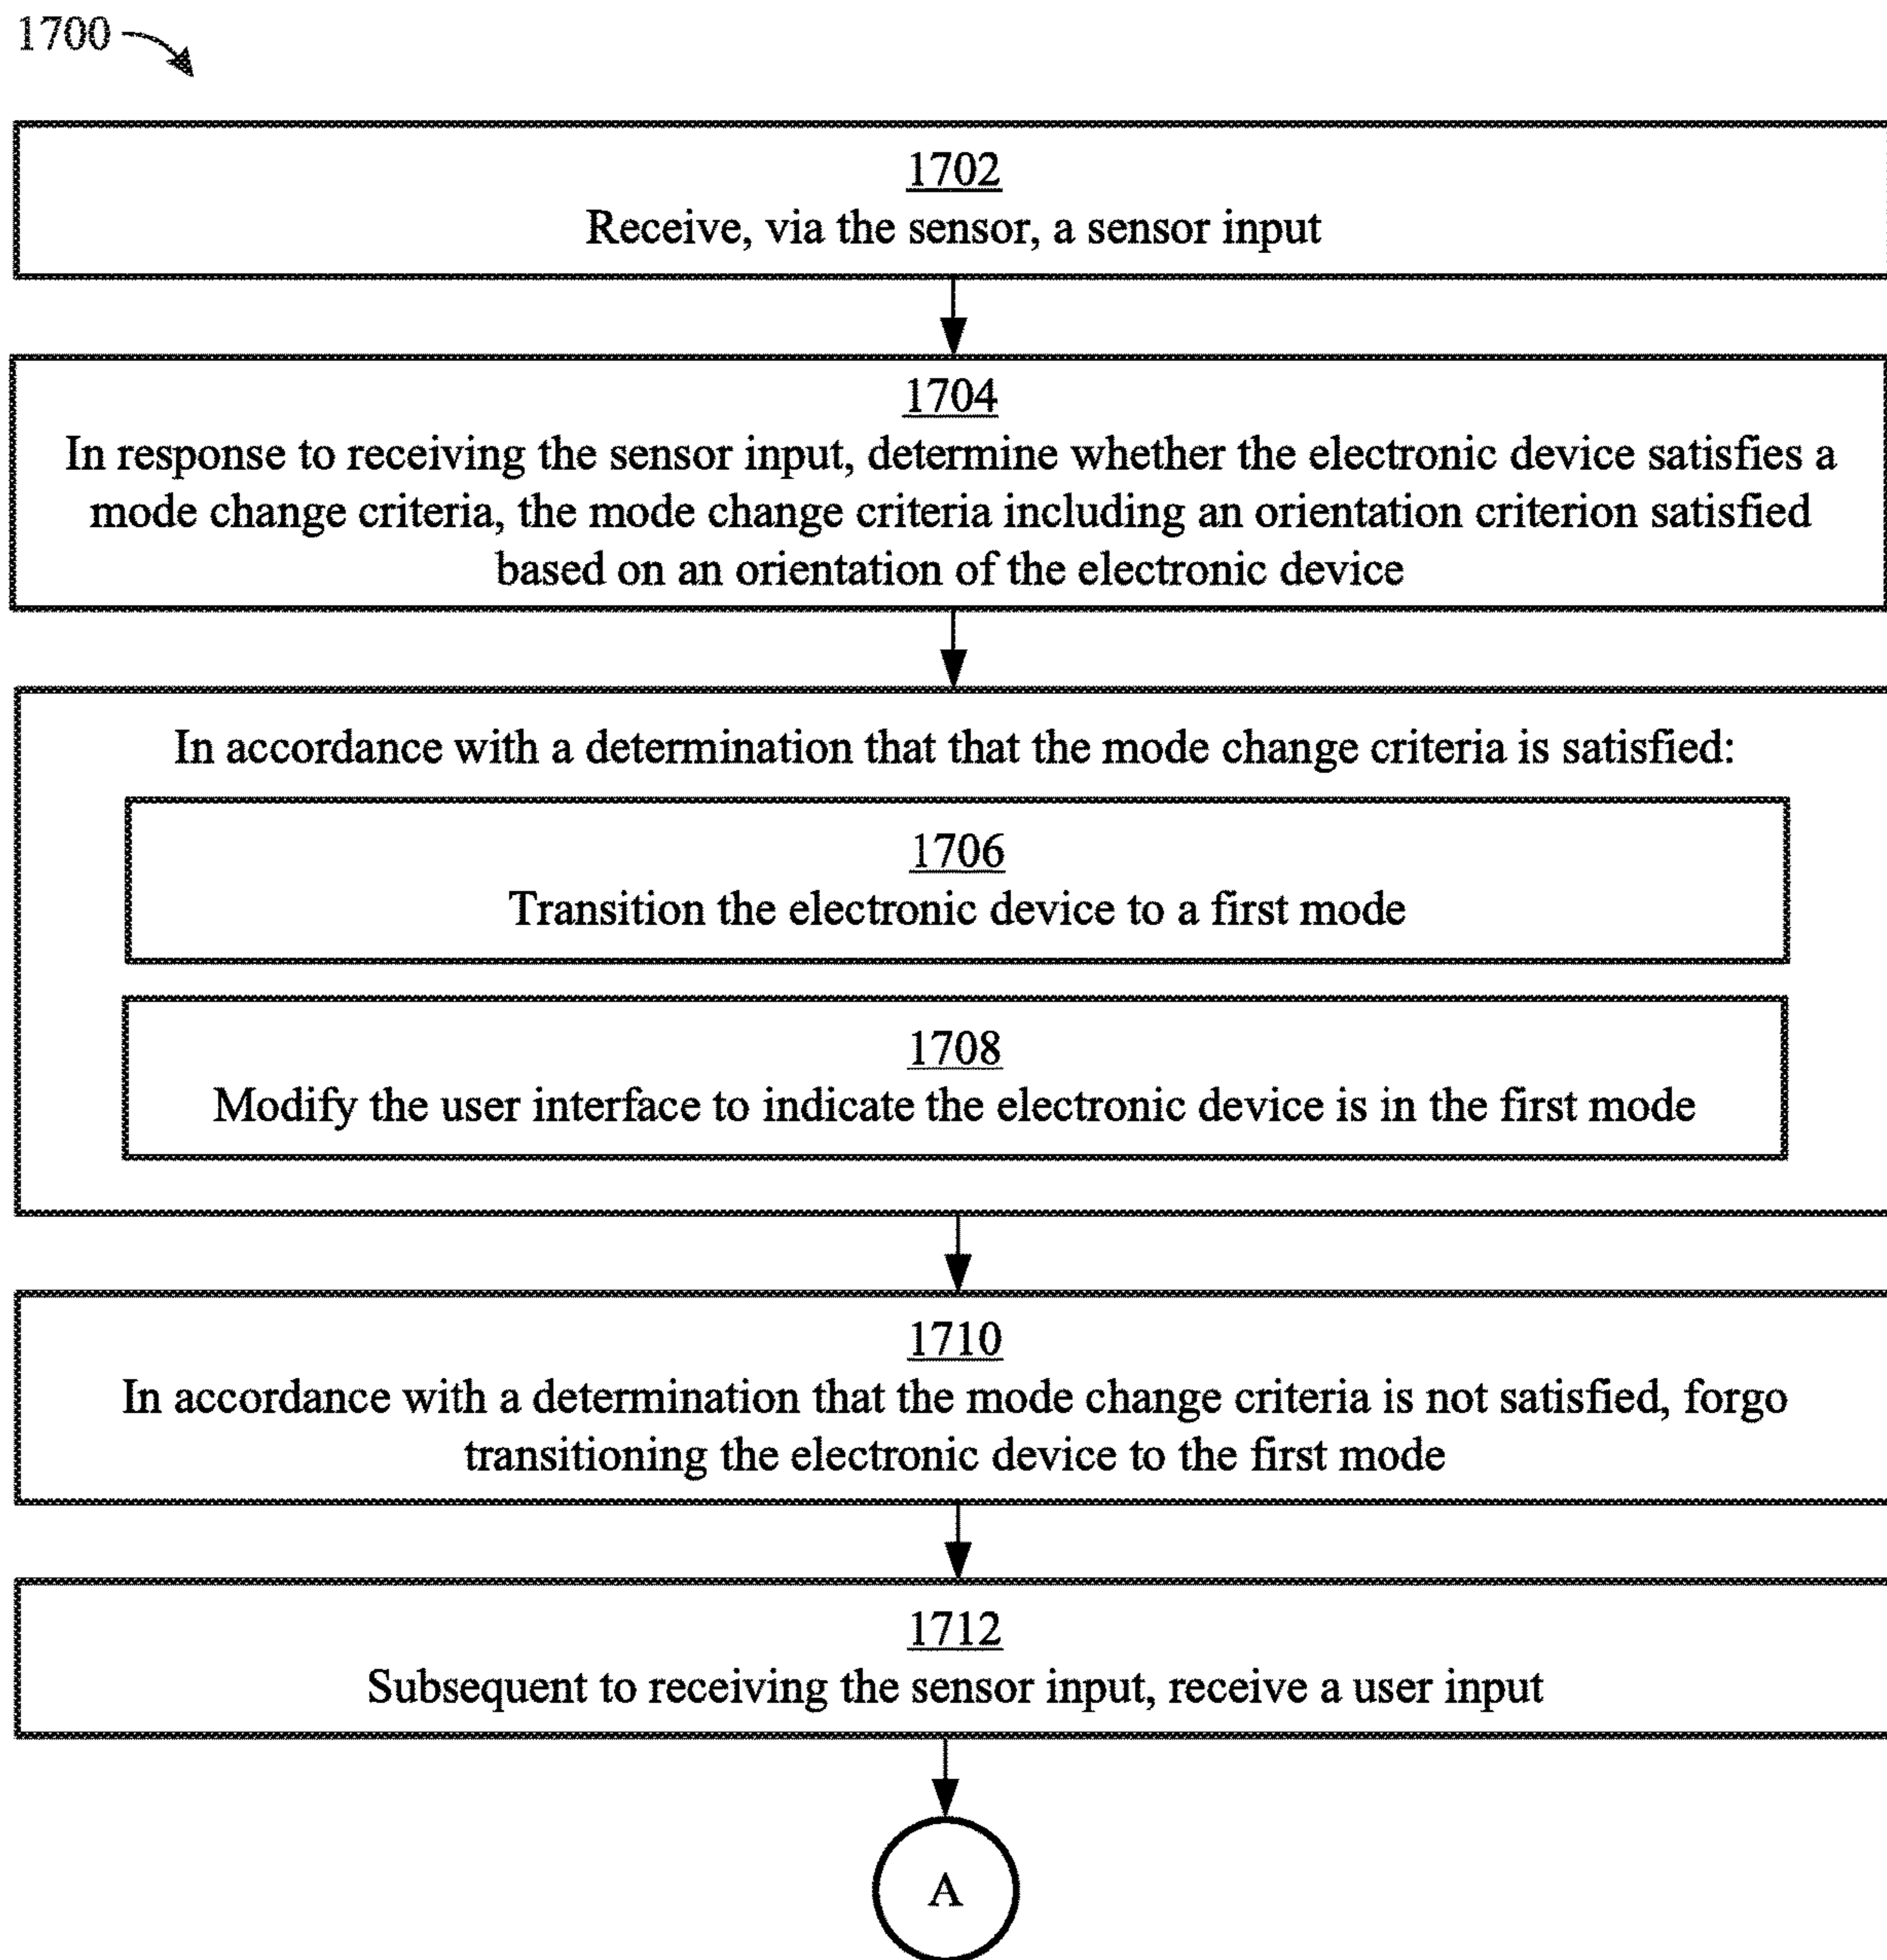 1700
1702
Receive, via the sensor, a sensor input
1704
In response to receiving the sensor input, determine whether the electronic device satisfies a
mode change criteria, the mode change criteria including an orientation criterion satisfied
based on an orientation of the electronic device
In accordance with a determination that that the mode change criteria is satisfied:
1706
Transition the electronic device to a first mode
1708
Modify the user interface to indicate the electronic device is in the first mode
1710
In accordance with a determination that the mode change criteria is not satisfied, forgo
transitioning the electronic device to the first mode
1712
Subsequent to receiving the sensor input, receive a user input
A